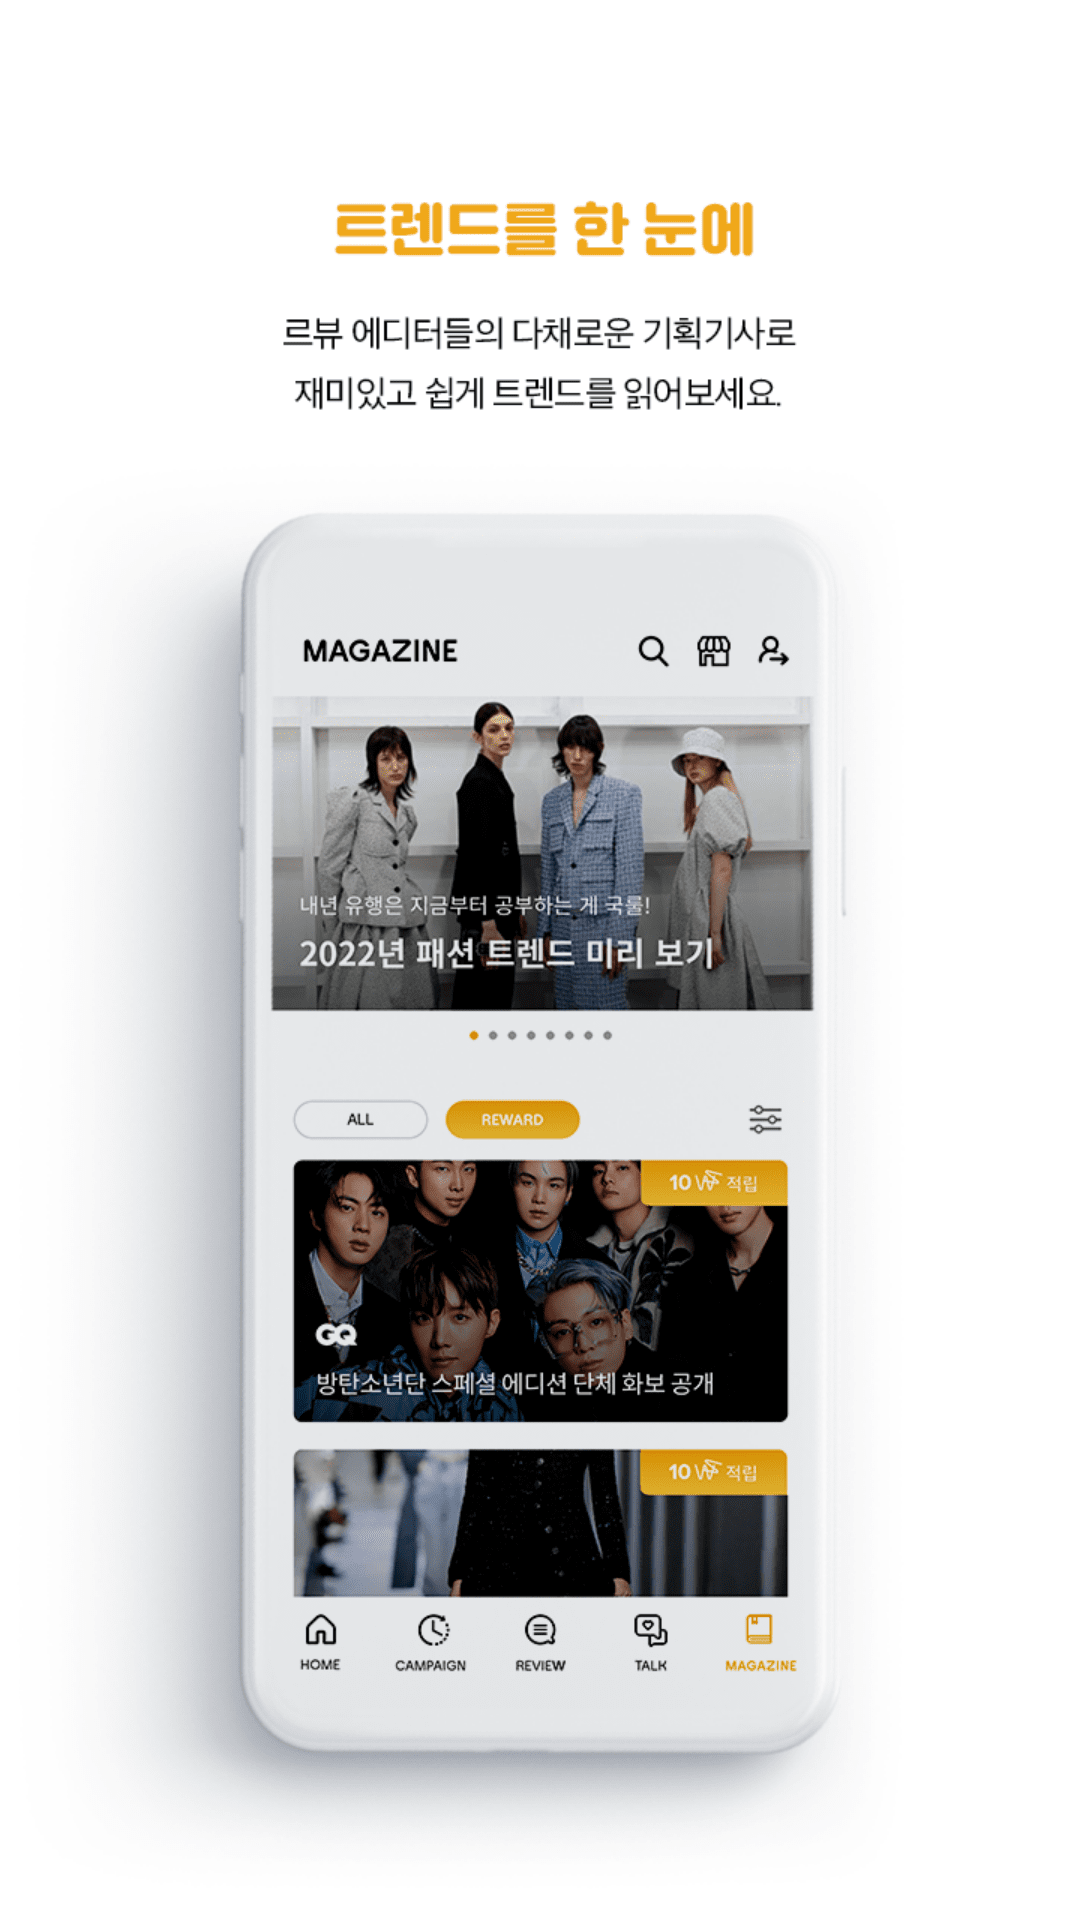 트렌드를 한 눈에
르뷰 에디터들의 다채로운 기획기사로
재미있고 쉽게 트렌드를 읽어보세요.
MAGAZINE
내년 유행은 지금부터 공부하는 게 국룰!
2022년 패션 트렌드 미리 보기
ALL
REWARD
10 적립
GQ
방탄소년단 스페셜 에디션 단체 화보 공개
10 적립
HOME
CAMPAIGN
REVIEW
TALK
MAGAZINE